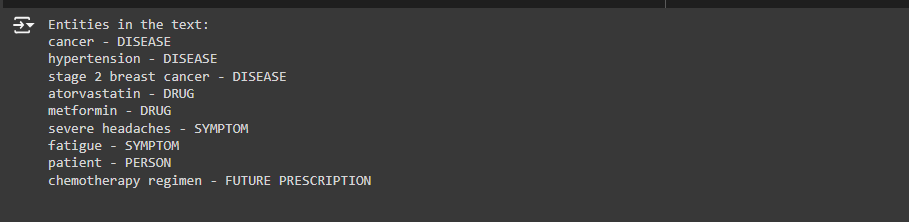 Entities in the text:
cancer - DISEASE
hypertension - DISEASE
stage 2 breast cancer - DISEASE
atorvastatin - DRUG
metformin - DRUG
severe headaches - SYMPTOM
fatigue - SYMPTOM
patient - PERSON
chemotherapy regimen - FUTURE PRESCRIPTION